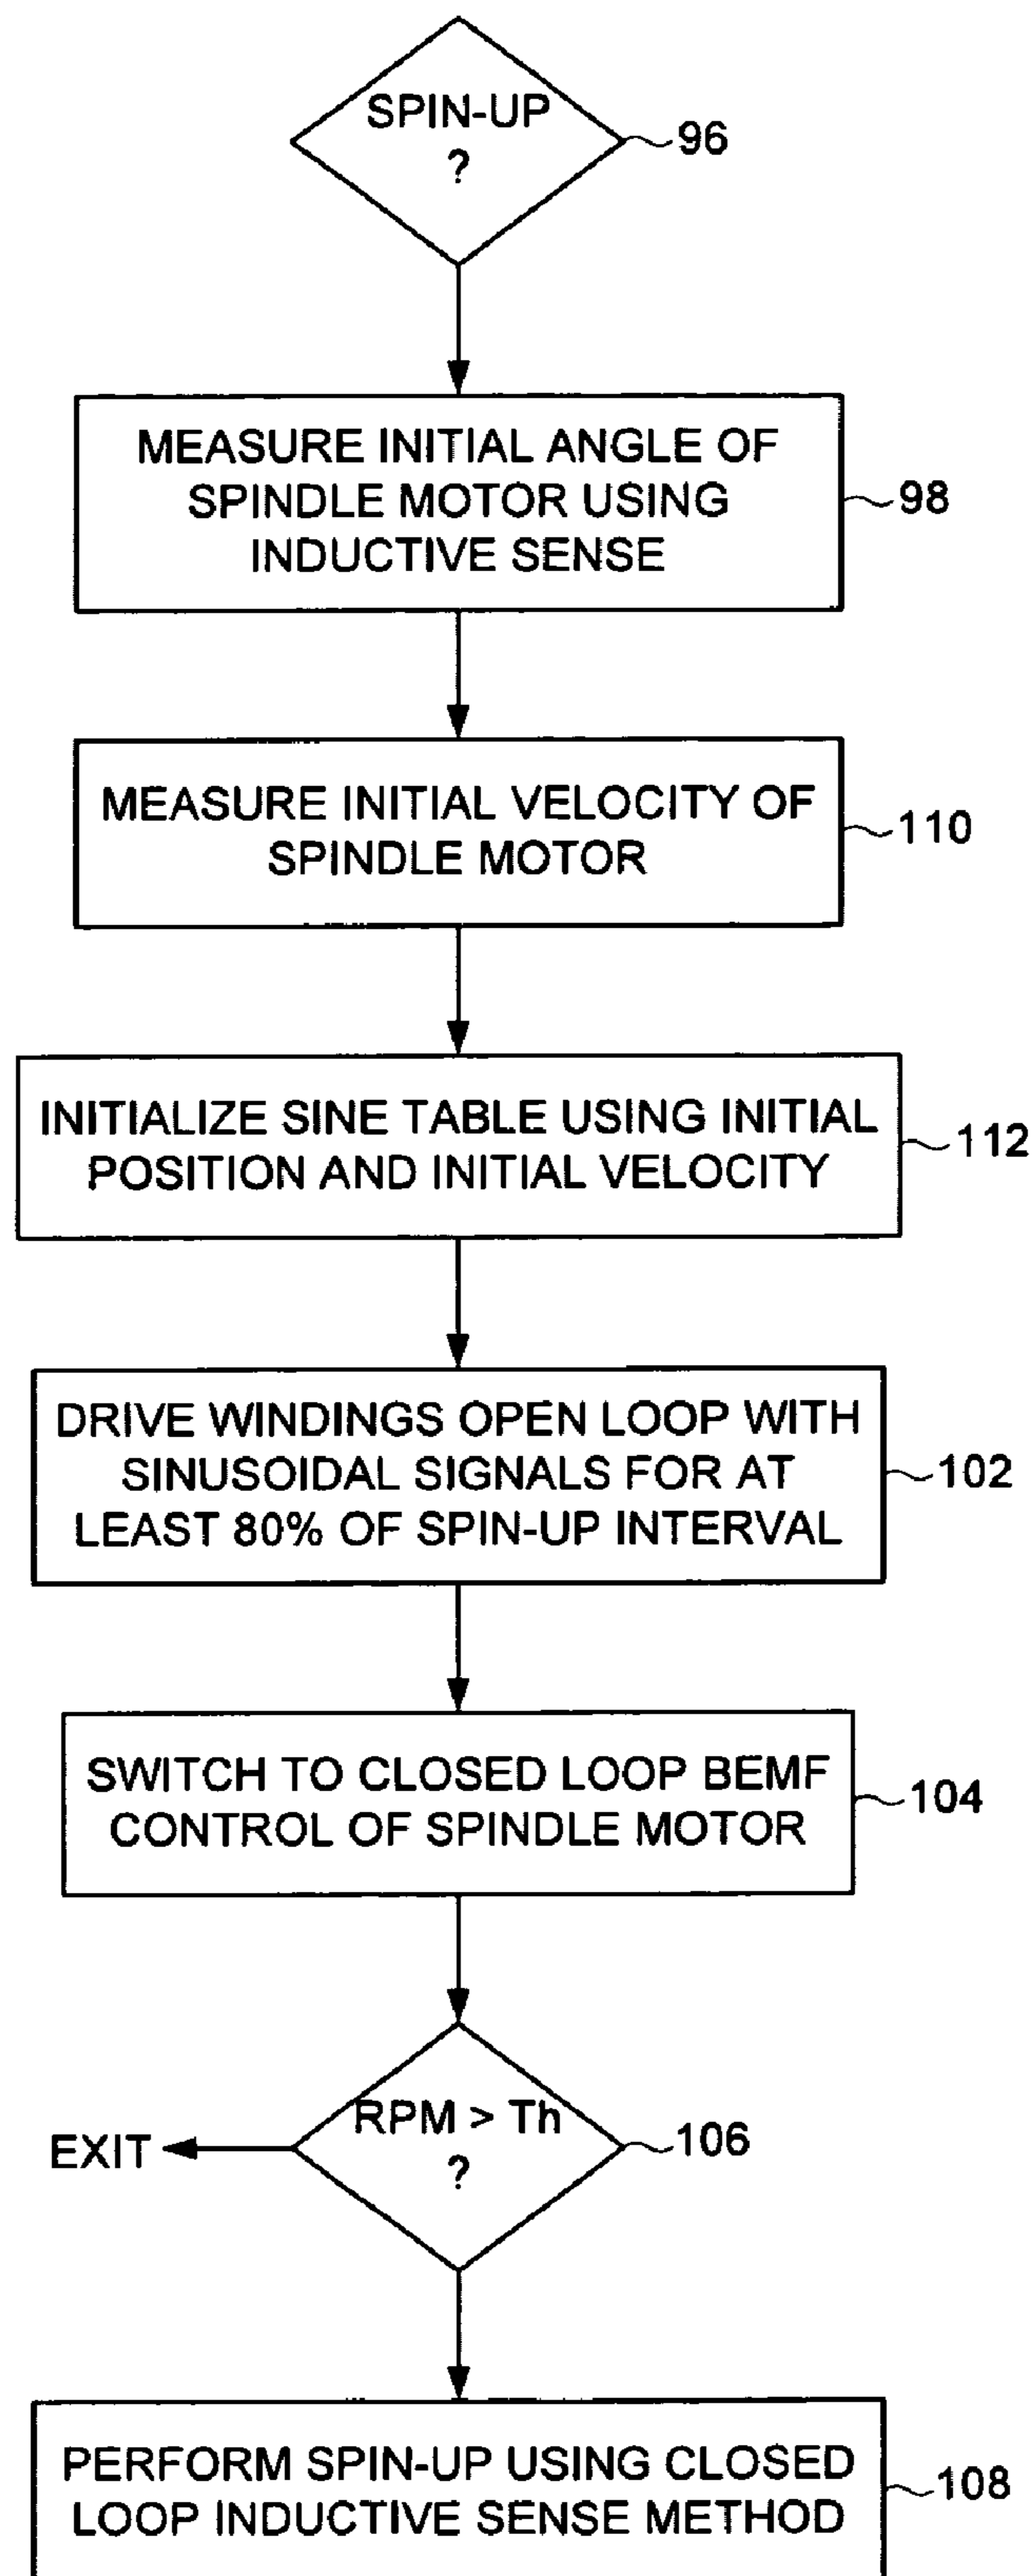 SPIN-UP
?
96
MEASURE INITIAL ANGLE OF
SPINDLE MOTOR USING
INDUCTIVE SENSE
98
MEASURE INITIAL VELOCITY OF
SPINDLE MOTOR
110
INITIALIZE SINE TABLE USING INITIAL
POSITION AND INITIAL VELOCITY
112
DRIVE WINDINGS OPEN LOOP WITH
SINUSOIDAL SIGNALS FOR AT
LEAST 80% OF SPIN-UP INTERVAL
102
SWITCH TO CLOSED LOOP BEMF
CONTROL OF SPINDLE MOTOR
104
RPM > Th
?
106
EXIT
PERFORM SPIN-UP USING CLOSED
LOOP INDUCTIVE SENSE METHOD
108